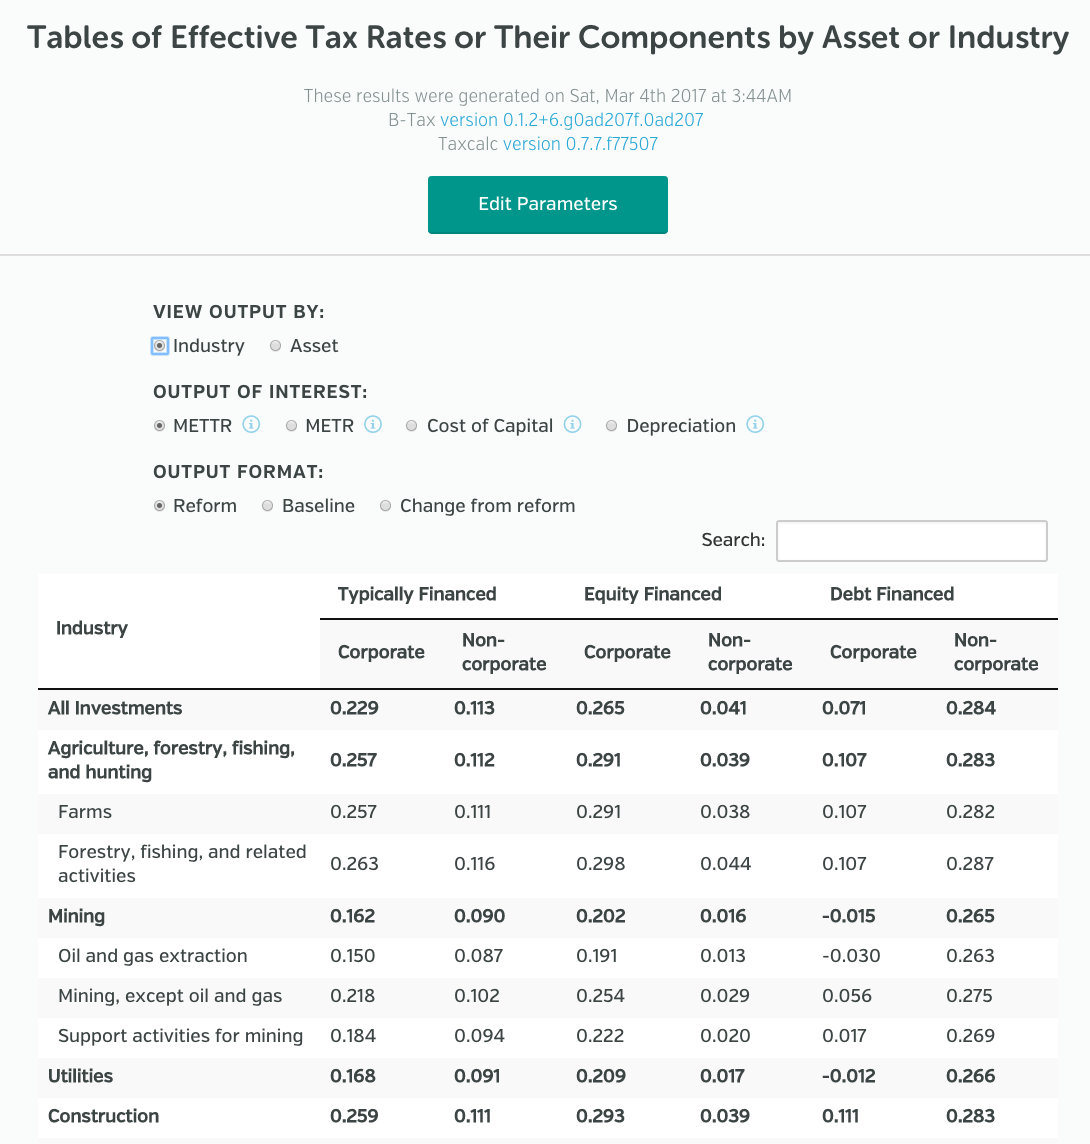 Tables of Effective Tax Rates or Their Components by Asset or Industry
These results were generated on Sat, Mar 4th 2017 at 3:44AM
B-Tax version 0.1.2+6.g0ad207f.0ad207
Taxcalc version 0.7.7.f77507
Edit Parameters
VIEW OUTPUT BY:
Industry Asset
OUTPUT OF INTEREST:
METTR METR Cost of Capital Depreciation
OUTPUT FORMAT:
Reform Baseline Change from reform
Search:
Industry
Typically Financed Equity Financed Debt Financed
Corporate Non-
corporate Corporate Non-
corporate Corporate Non-
corporate
All Investments 0.229 0.113 0.265 0.041 0.071 0.284
Agriculture, forestry, fishing,
and hunting 0.257 0.112 0.291 0.039 0.107 0.283
Farms 0.257 0.111 0.291 0.038 0.107 0.282
Forestry, fishing, and related
activities 0.263 0.116 0.298 0.044 0.107 0.287
Mining 0.162 0.090 0.202 0.016 -0.015 0.265
Oil and gas extraction 0.150 0.087 0.191 0.013 -0.030 0.263
Mining, except oil and gas 0.218 0.102 0.254 0.029 0.056 0.275
Support activities for mining 0.184 0.094 0.222 0.020 0.017 0.269
Utilities 0.168 0.091 0.209 0.017 -0.012 0.266
Construction 0.259 0.111 0.293 0.039 0.111 0.283